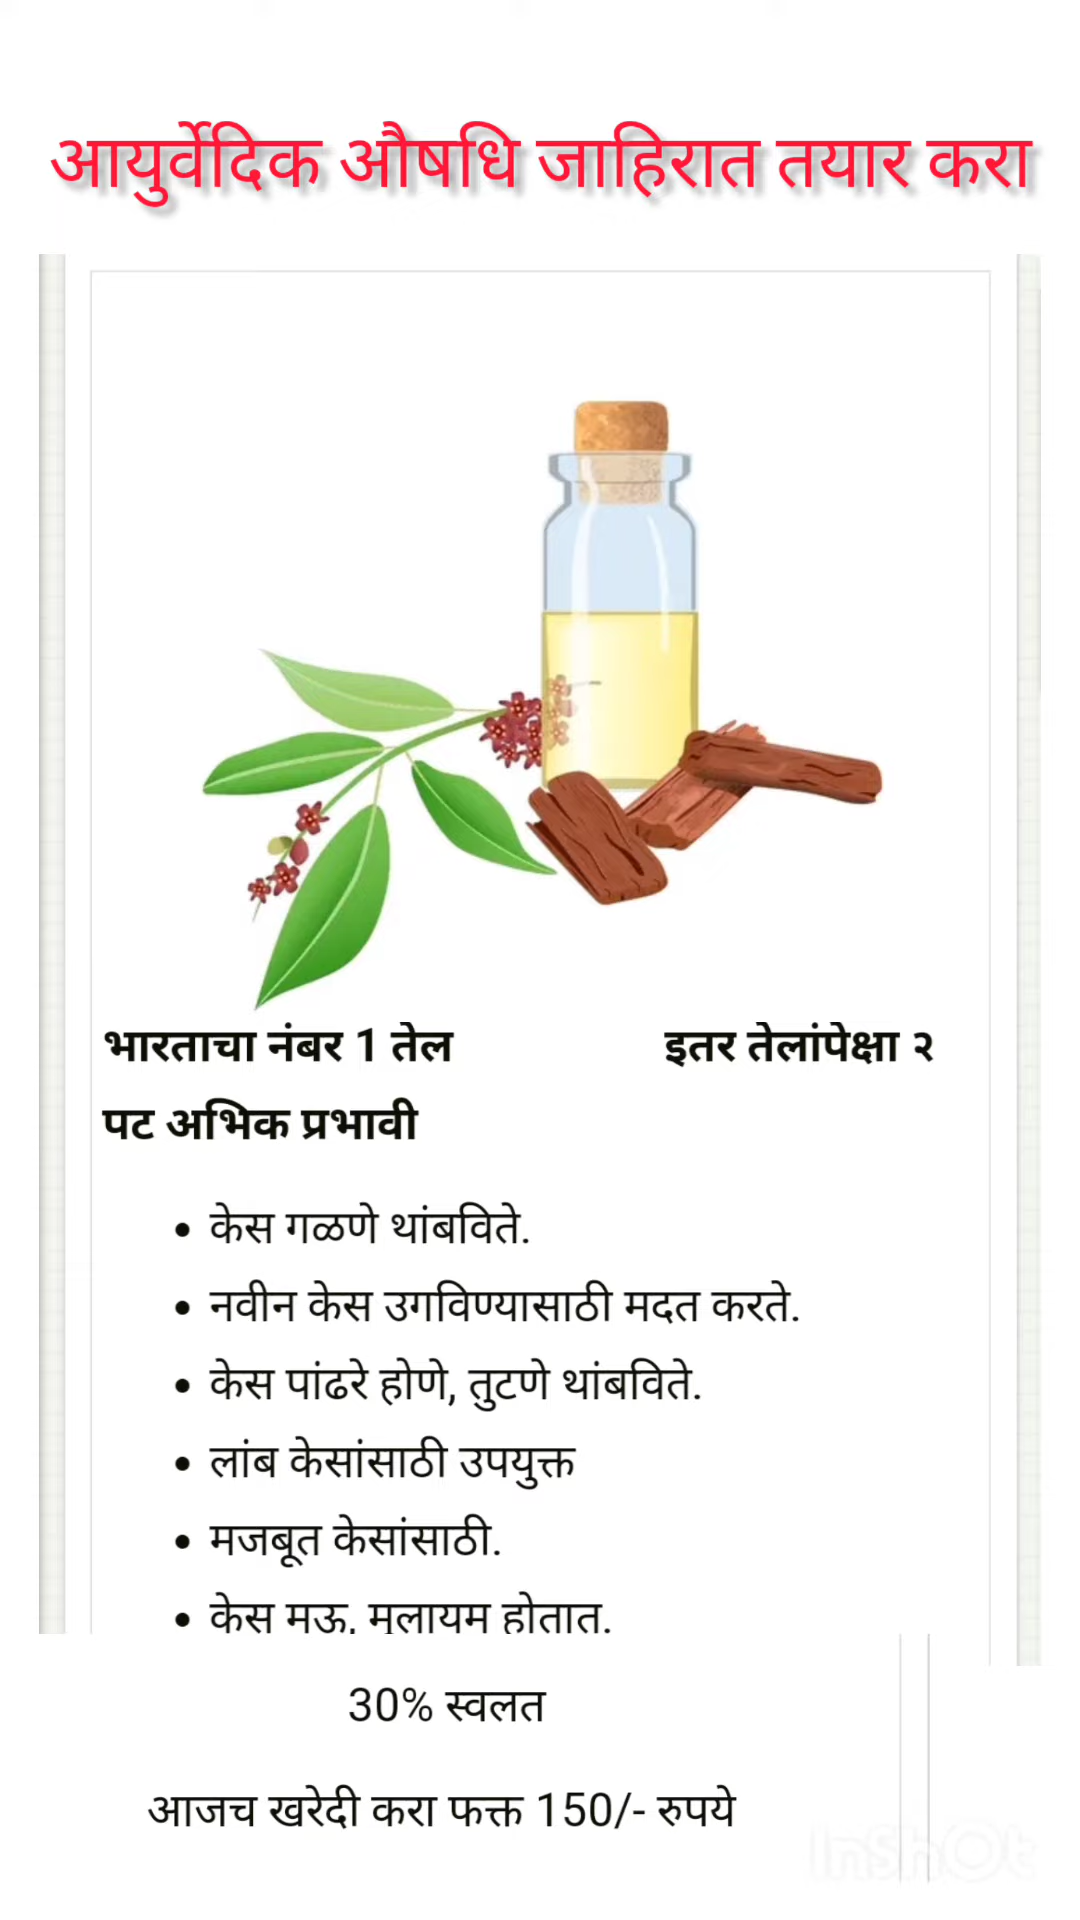 आयुर्वेदिक औषधि जाहिरात तयार करा
भारताचा नंबर 1 तेल इतर तेलांपेक्षा २
पट अभिक प्रभावी
• केस गळणे थांबविते.
• नवीन केस उगविण्यासाठी मदत करते.
• केस पांढरे होणे, तुटणे थांबविते.
• लांब केसांसाठी उपयुक्त
• मजबूत केसांसाठी.
• केस मऊ, मुलायम होतात.
30% स्वलत
आजच खरेदी करा फक्त 150/- रुपये
InShOt